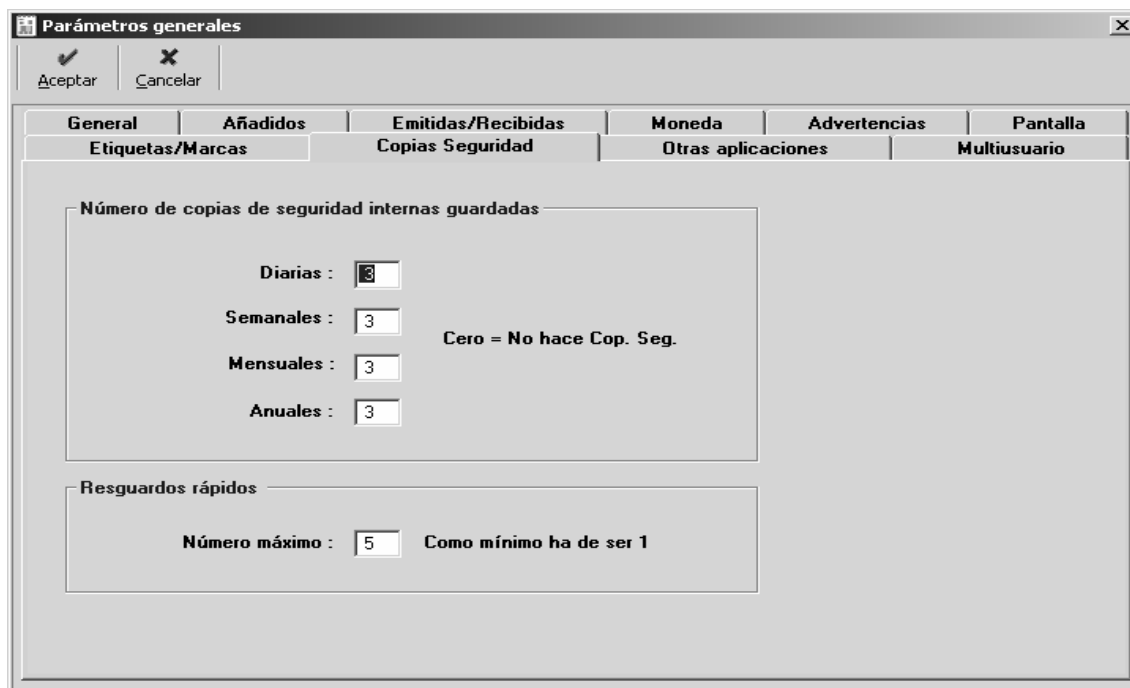 Parámetros generales
Aceptar Cancelar
General Añadidos Emitidas/Recibidas Moneda Advertencias Pantalla
Etiquetas/Marcas Copias Seguridad Otras aplicaciones Multiusuario
Número de copias de seguridad internas guardadas
Diarias : 3
Semanales : 3
Cero = No hace Cop. Seg.
Mensuales : 3
Anuales : 3
Resguardos rápidos
Número máximo : 5 Como mínimo ha de ser 1